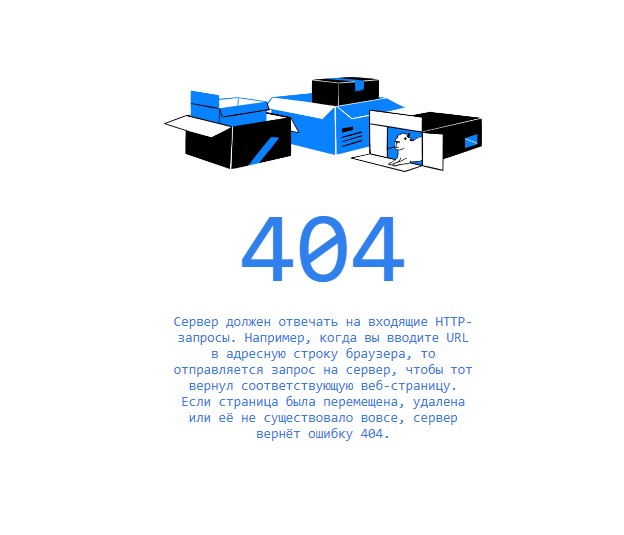 404
Сервер должен отвечать на входящие HTTP-
запросы. Например, когда вы вводите URL
в адресную строку браузера, то
отправляется запрос на сервер, чтобы тот
вернул соответствующую веб-страницу.
Если страница была перемещена, удалена
или её не существовало вовсе, сервер
вернёт ошибку 404.